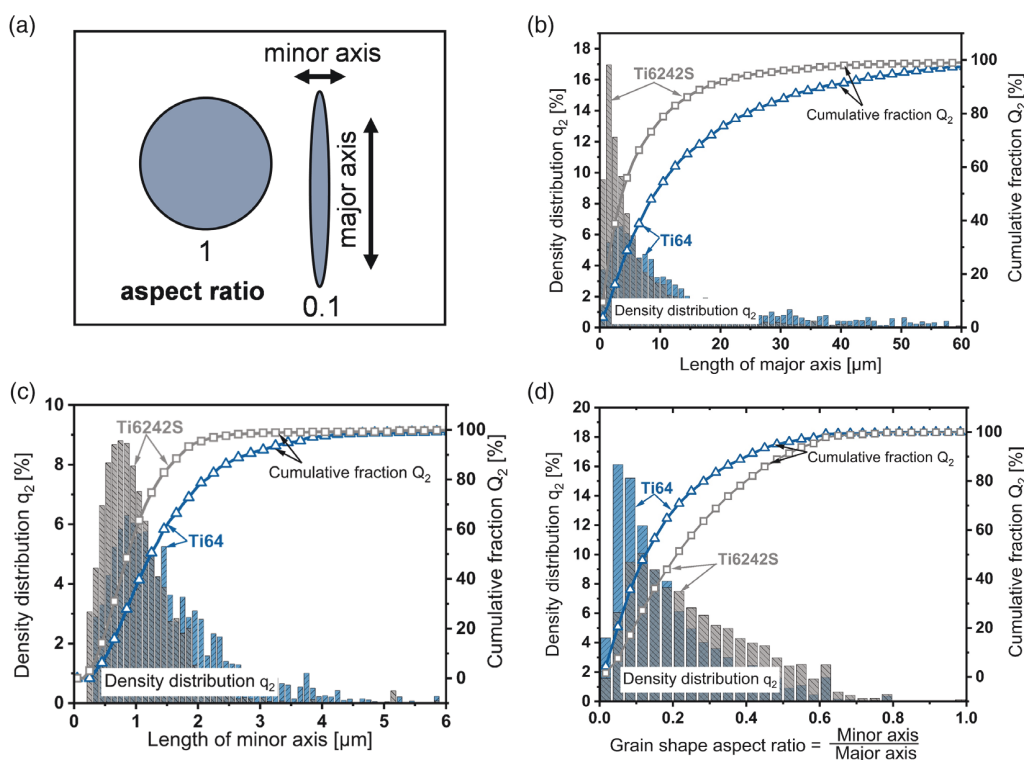 (a)
minor axis
major axis
1
aspect ratio
0.1
(b)
Density distribution q2 [%]
18
16
14
12
10
8
6
4
2
0
Ti6242S
Cumulative fraction Q2
Ti64
Density distribution q2
100
80
60
40
20
0
Cumulative fraction Q2 [%]
0 10 20 30 40 50 60
Length of major axis [µm]
(c)
Density distribution q2 [%]
10
8
6
4
2
0
Ti6242S
Cumulative fraction Q2
Ti64
Density distribution q2
100
80
60
40
20
0
Cumulative fraction Q2 [%]
0 1 2 3 4 5 6
Length of minor axis [µm]
(d)
Density distribution q2 [%]
20
18
16
14
12
10
8
6
4
2
0
Ti64
Cumulative fraction Q2
Ti6242S
Density distribution q2
100
80
60
40
20
0
Cumulative fraction Q2 [%]
0.0 0.2 0.4 0.6 0.8 1.0
Grain shape aspect ratio = Minor axis
Major axis